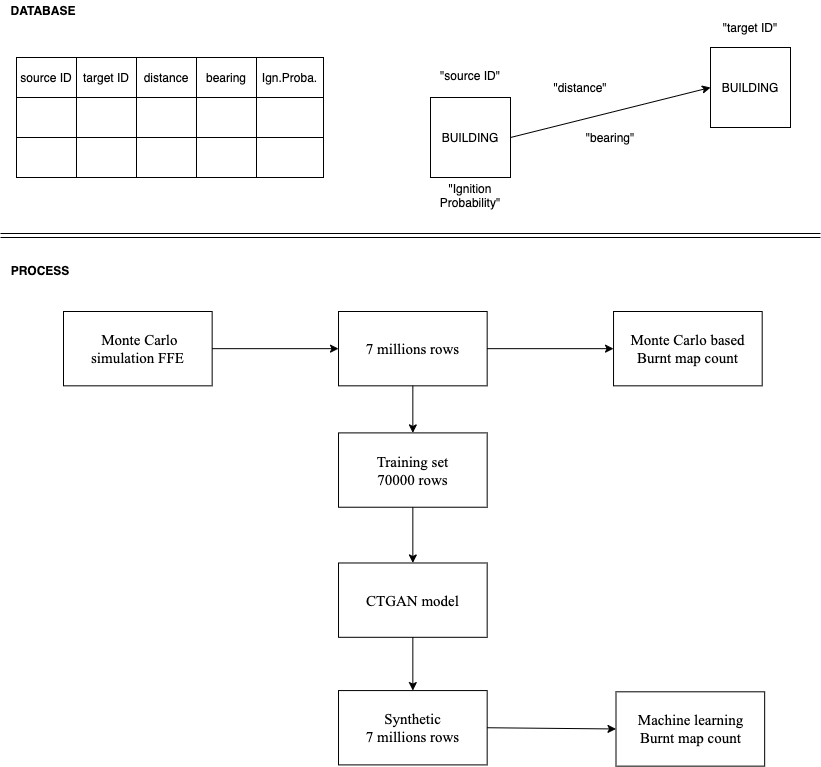 DATABASE
"target ID"
source ID target ID distance bearing Ign.Proba.
"source ID"
"distance"
BUILDING
BUILDING
"bearing"
"Ignition
Probability"
PROCESS
Monte Carlo
simulation FFE
7 millions rows
Monte Carlo based
Burnt map count
Training set
70000 rows
CTGAN model
Synthetic
7 millions rows
Machine learning
Burnt map count